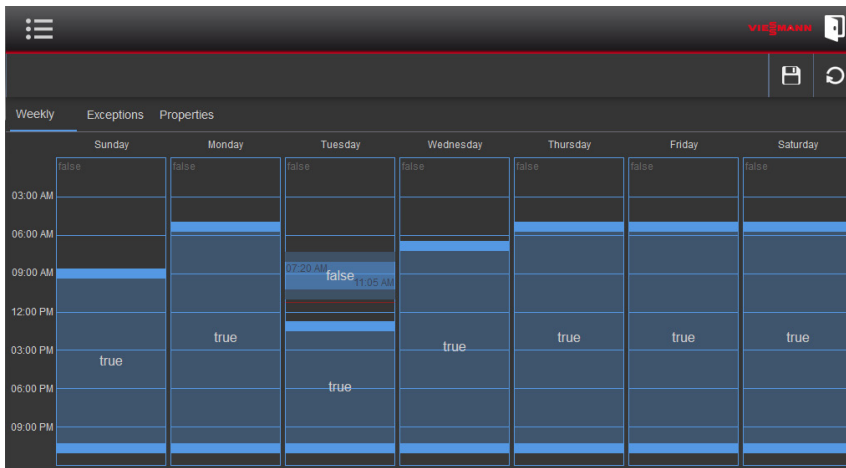 VIESMANN
Weekly Exceptions Properties
Sunday Monday Tuesday Wednesday Thursday Friday Saturday
false false false false false false false
03:00 AM
06:00 AM
09:00 AM
07:20 AM
false
11:05 AM
12:00 PM
true true true true true
true
03:00 PM
true
06:00 PM
true
09:00 PM